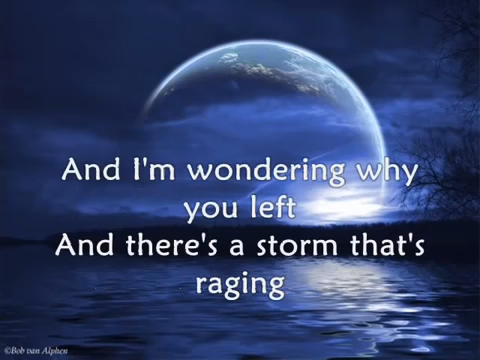 And I'm wondering why
you left
And there's a storm that's
raging
©Bob van Alphen